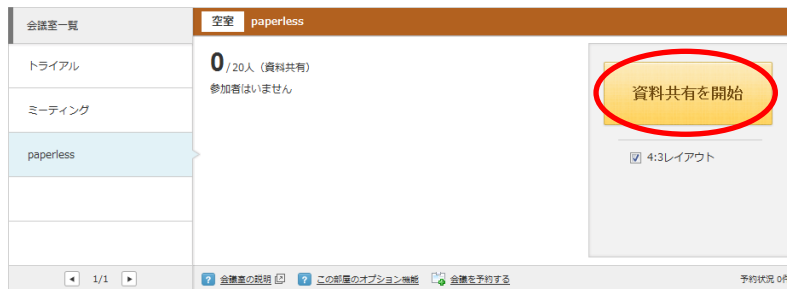 会議室一覧
トライアル
ミーティング
paperless
1/1
空室 paperless
0/20人（資料共有）
参加者はいません
資料共有を開始
4:3レイアウト
会議室の説明 この部屋のオプション機能 会議を予約する
予約状況 0件